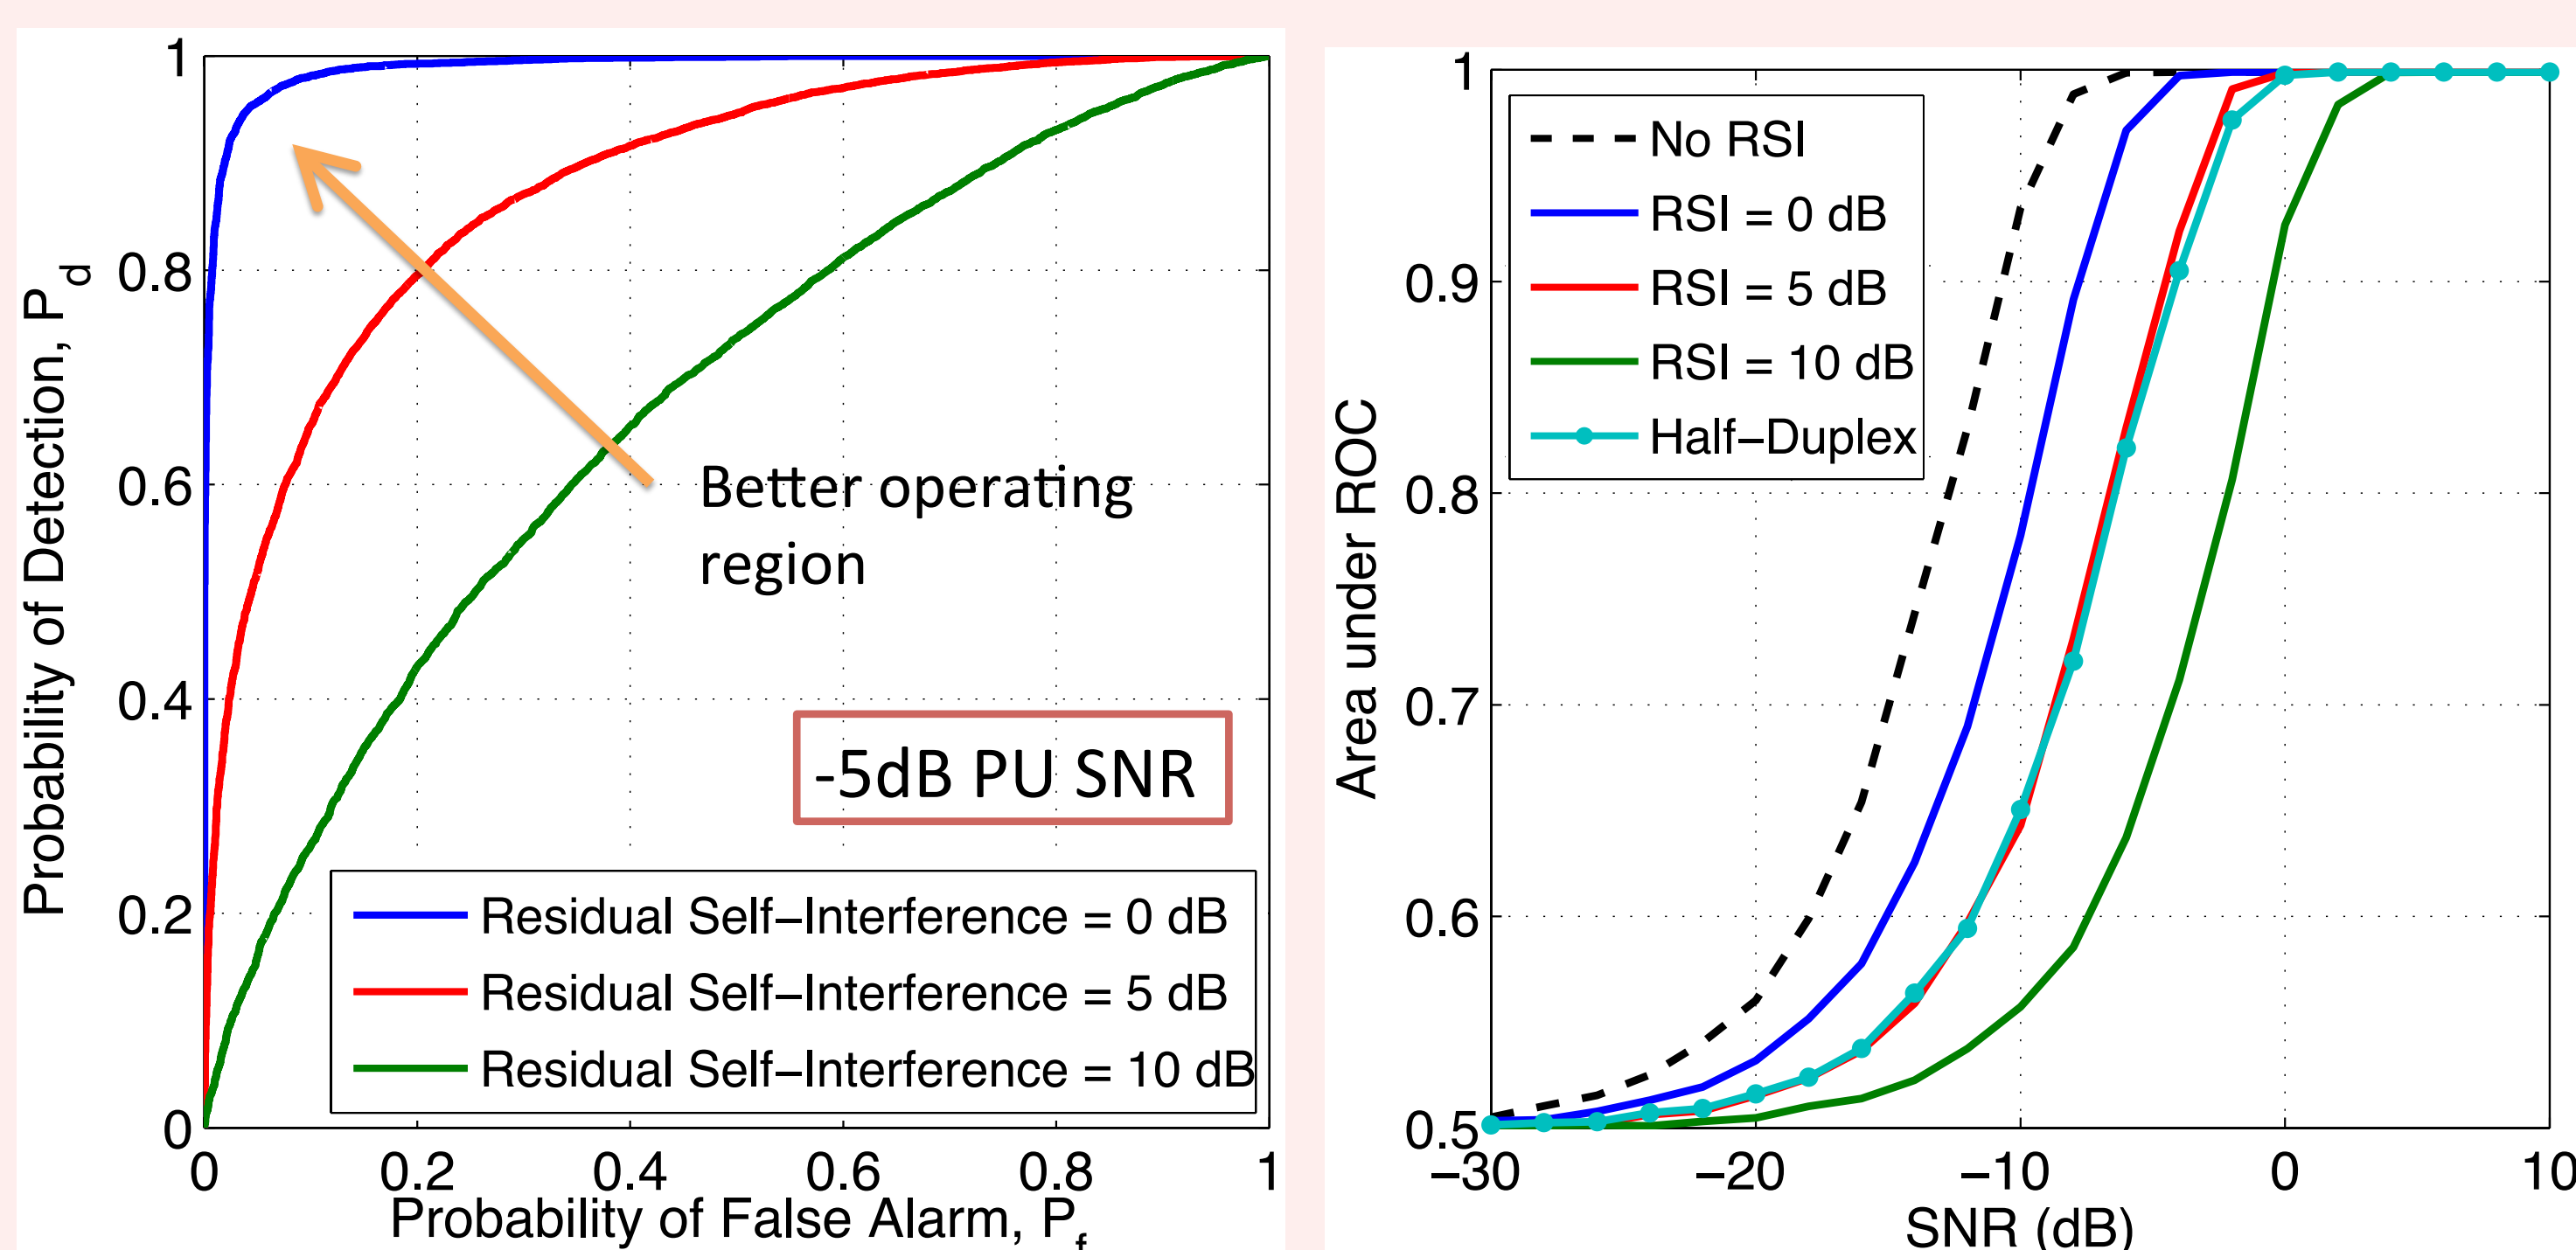 1
0.8
0.6
0.4
0.2
0
0
0.2
0.4
0.6
0.8
1
Probability of Detection, P_d
Probability of False Alarm, P_f
Better operating
region
-5dB PU SNR
Residual Self−Interference = 0 dB
Residual Self−Interference = 5 dB
Residual Self−Interference = 10 dB
1
0.9
0.8
0.7
0.6
0.5
−30
−20
−10
0
10
Area under ROC
SNR (dB)
No RSI
RSI = 0 dB
RSI = 5 dB
RSI = 10 dB
Half−Duplex